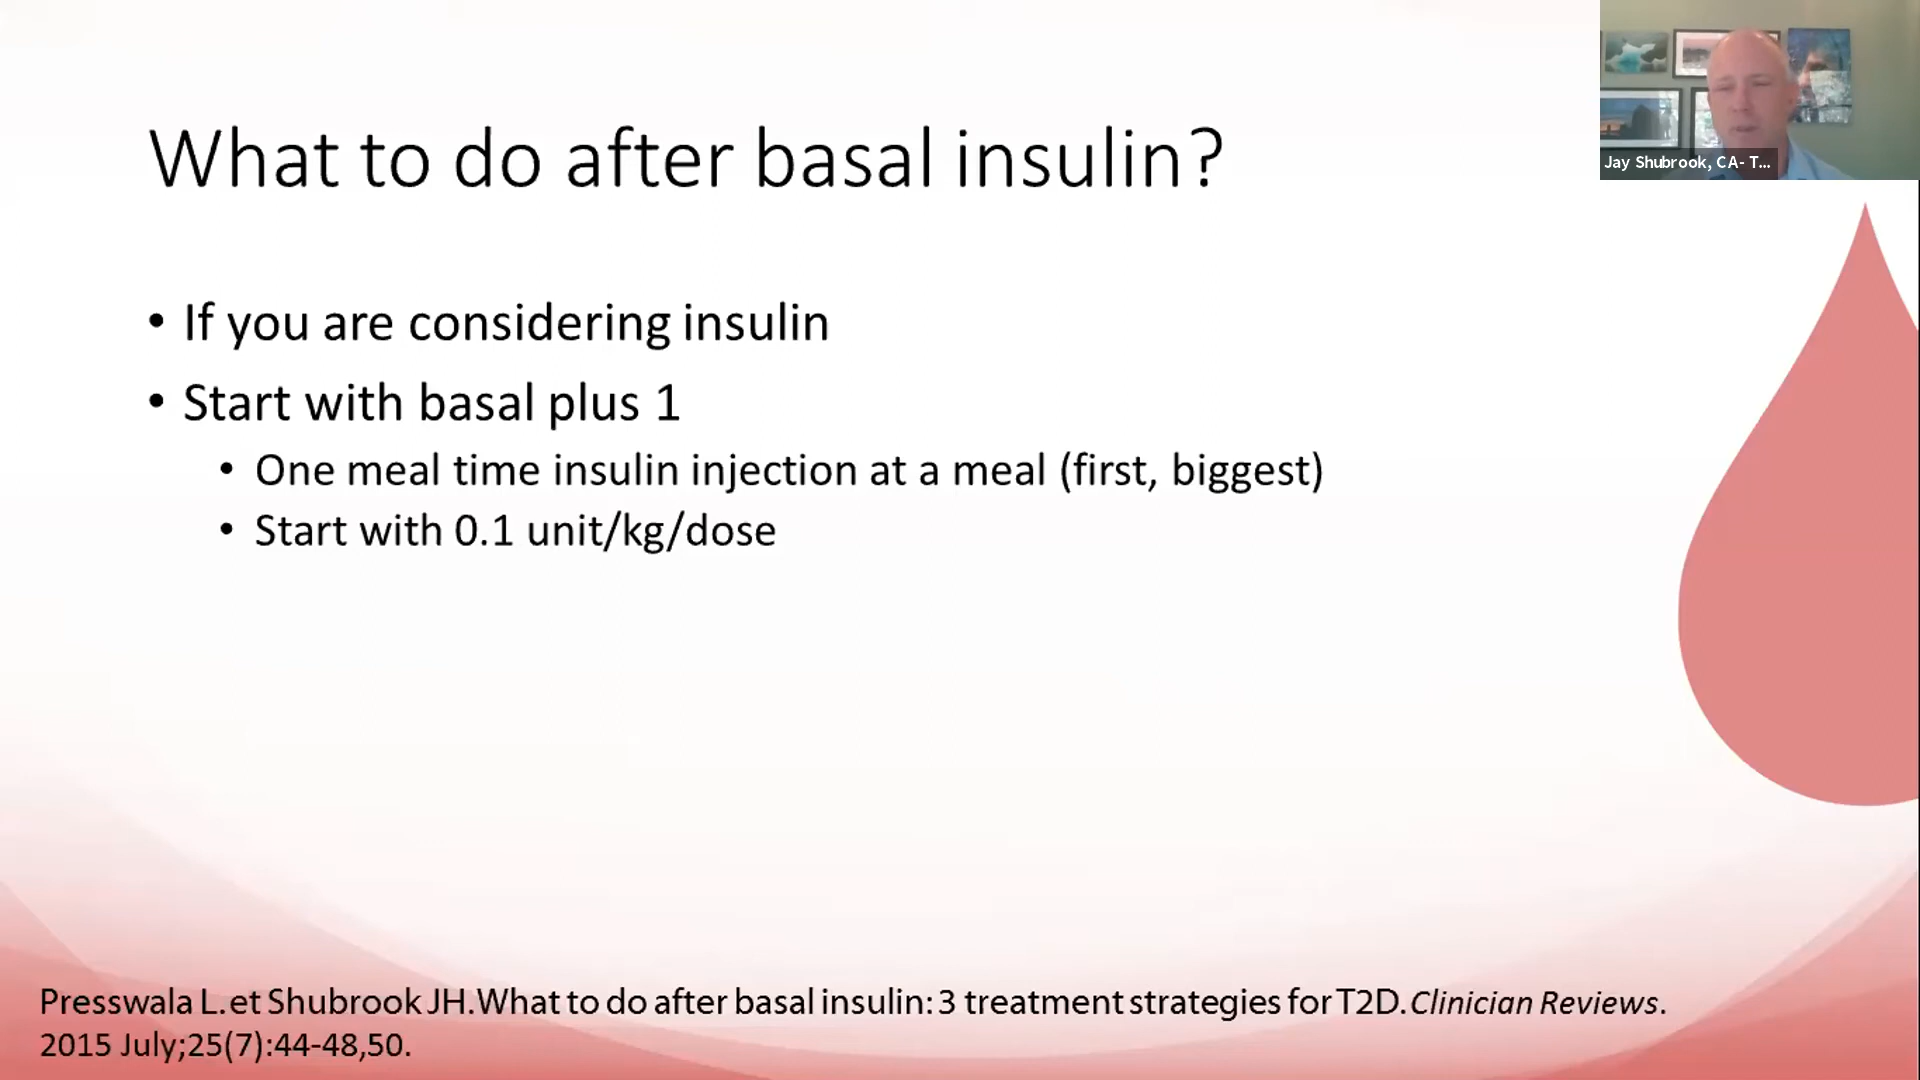 Jay Shubrook, CA- T...
What to do after basal insulin?
• If you are considering insulin
• Start with basal plus 1
• One meal time insulin injection at a meal (first, biggest)
• Start with 0.1 unit/kg/dose
Presswala L.et Shubrook JH.What to do after basal insulin: 3 treatment strategies for T2D. Clinician Reviews.
2015 July;25(7):44-48,50.